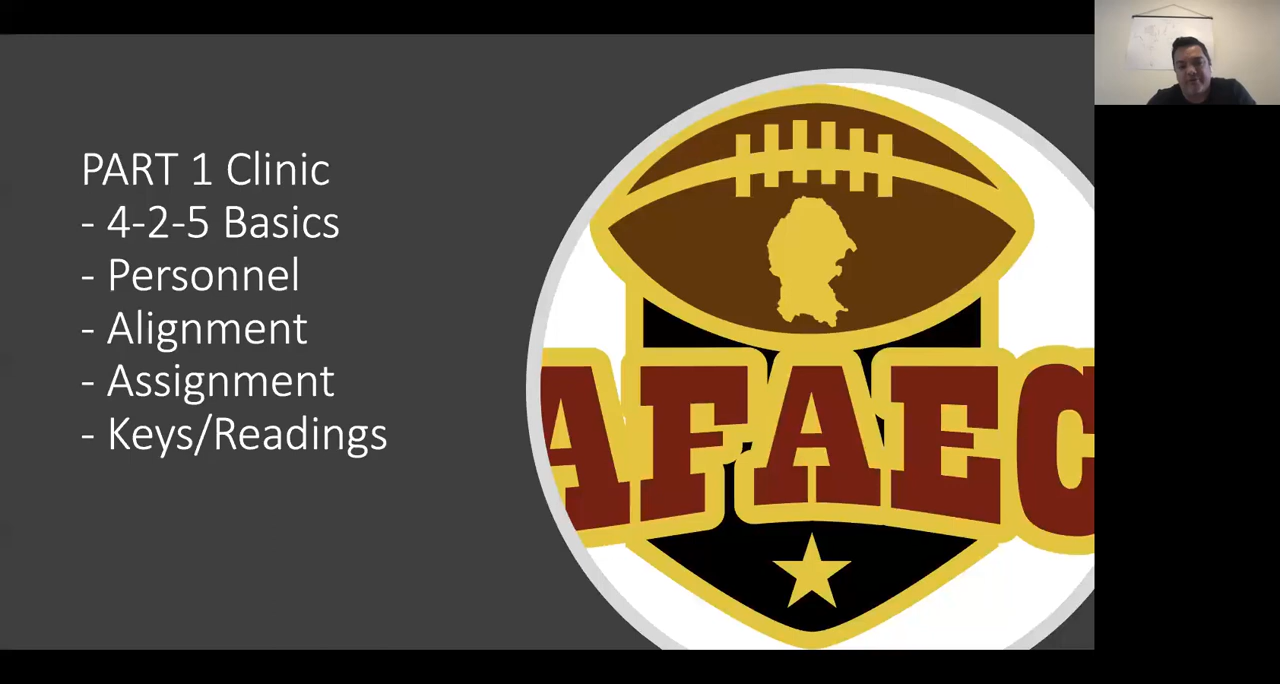 PART 1 Clinic
- 4-2-5 Basics
- Personnel
- Alignment
- Assignment
- Keys/Readings
AFAEC